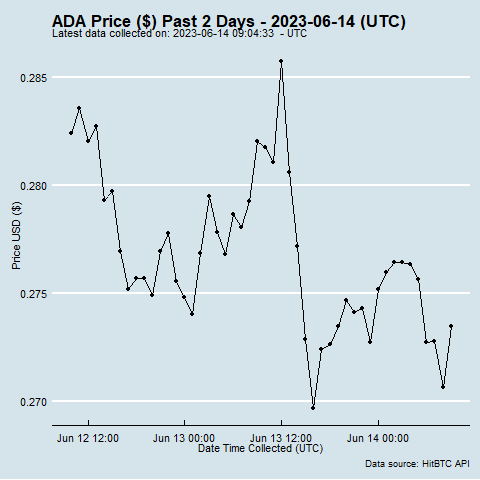 ADA Price ($) Past 2 Days - 2023-06-14 (UTC)
Latest data collected on: 2023-06-14 09:04:33 - UTC
0.285
0.280
0.275
0.270
Price USD ($)
Jun 12 12:00 Jun 13 00:00 Jun 13 12:00 Jun 14 00:00
Date Time Collected (UTC)
Data source: HitBTC API